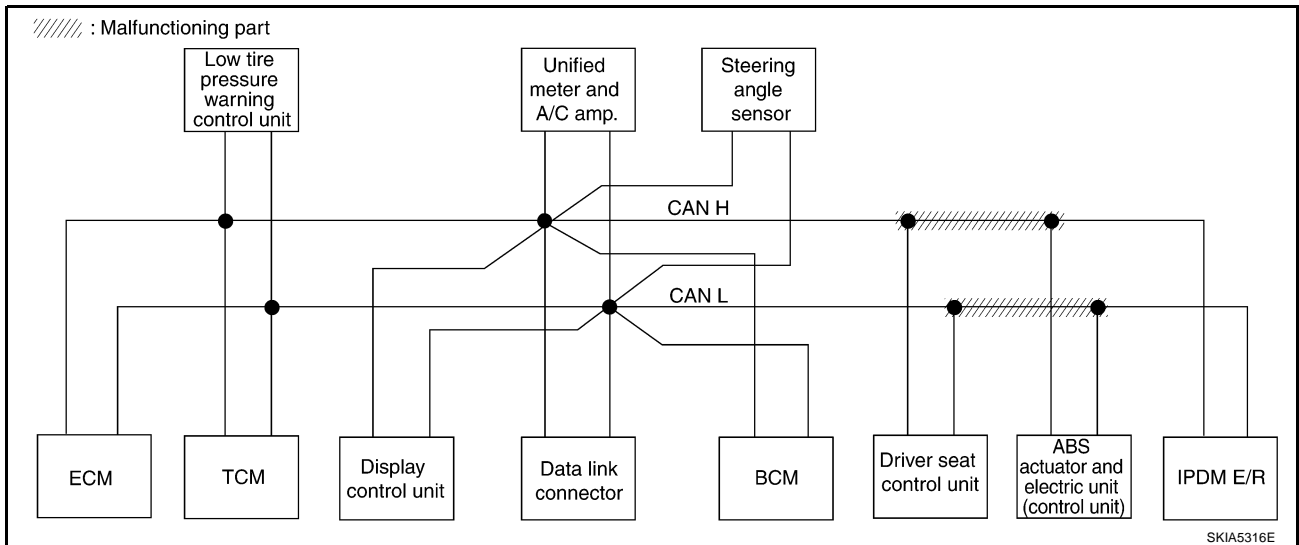 : Malfunctioning part
Low tire
pressure
warning
control unit
Unified
meter and
A/C amp.
Steering
angle
sensor
CAN H
CAN L
ECM
TCM
Display
control unit
Data link
connector
BCM
Driver seat
control unit
ABS
actuator and
electric unit
(control unit)
IPDM E/R
SKIA5316E